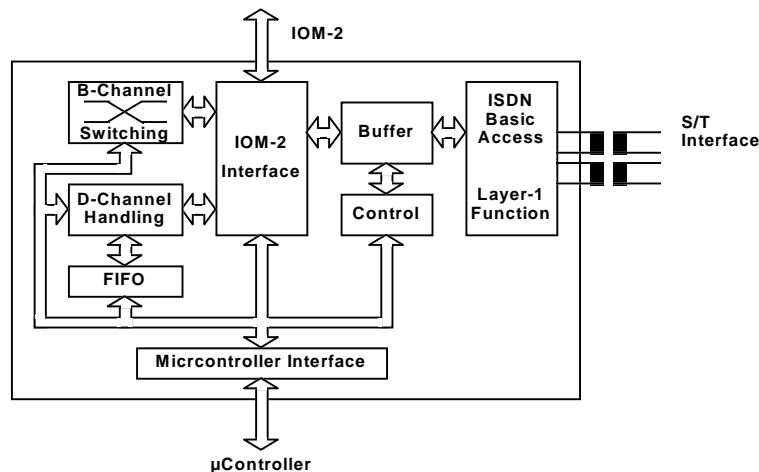 IOM-2
B-Channel
Switching
IOM-2
Interface
Buffer
ISDN
Basic
Access
Layer-1
Function
S/T
Interface
D-Channel
Handling
Control
FIFO
Micrcontroller Interface
µController